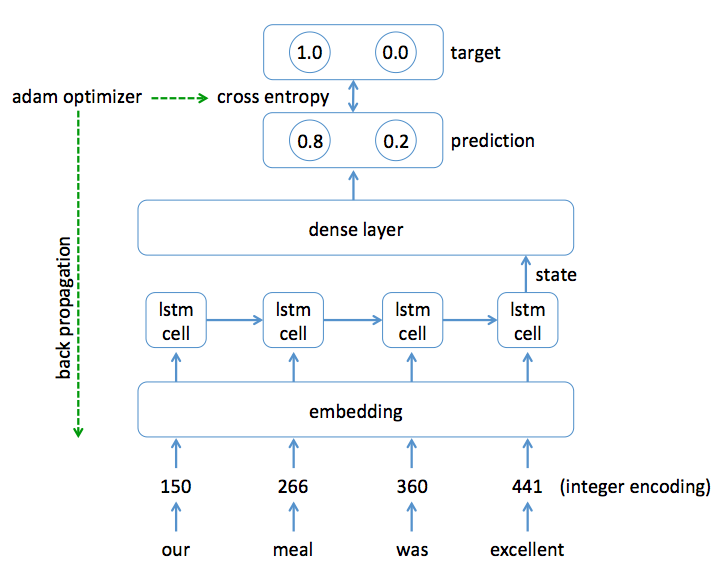 1.0 0.0 target
adam optimizer cross entropy
0.8 0.2 prediction
dense layer
back propagation
state
lstm cell
lstm cell
lstm cell
lstm cell
embedding
150 266 360 441 (integer encoding)
our meal was excellent